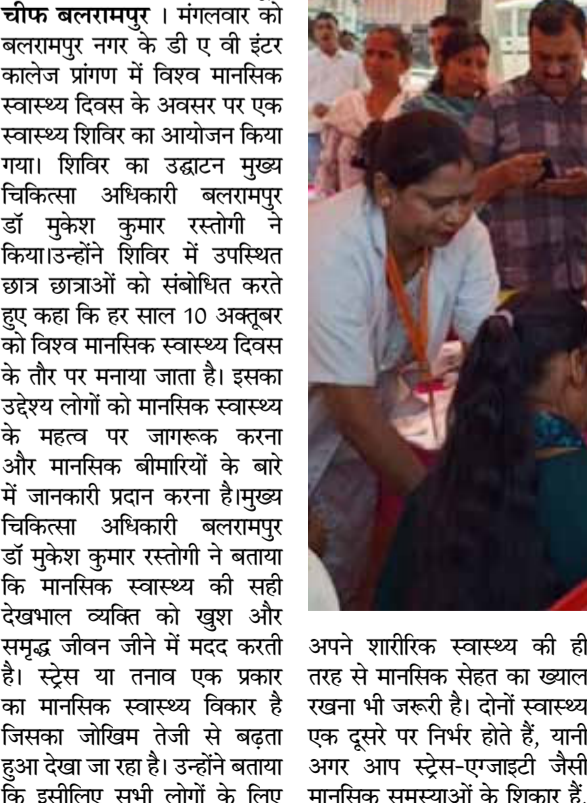 चीफ बलरामपुर । मंगलवार को
बलरामपुर नगर के डी ए वी इंटर
कालेज प्रांगण में विश्व मानसिक
स्वास्थ्य दिवस के अवसर पर एक
स्वास्थ्य शिविर का आयोजन किया
गया। शिविर का उद्घाटन मुख्य
चिकित्सा अधिकारी बलरामपुर
डॉ मुकेश कुमार रस्तोगी ने
किया।उन्होंने शिविर में उपस्थित
छात्र छात्राओं को संबोधित करते
हुए कहा कि हर साल 10 अक्तूबर
को विश्व मानसिक स्वास्थ्य दिवस
के तौर पर मनाया जाता है। इसका
उद्देश्य लोगों को मानसिक स्वास्थ्य
के महत्व पर जागरूक करना
और मानसिक बीमारियों के बारे
में जानकारी प्रदान करना है।मुख्य
चिकित्सा अधिकारी बलरामपुर
डॉ मुकेश कुमार रस्तोगी ने बताया
कि मानसिक स्वास्थ्य की सही
देखभाल व्यक्ति को खुश और
समृद्ध जीवन जीने में मदद करती
है। स्ट्रेस या तनाव एक प्रकार
का मानसिक स्वास्थ्य विकार है
जिसका जोखिम तेजी से बढ़ता
हुआ देखा जा रहा है। उन्होंने बताया
कि इसीलिए सभी लोगों के लिए
अपने शारीरिक स्वास्थ्य की ही
तरह से मानसिक सेहत का ख्याल
रखना भी जरूरी है। दोनों स्वास्थ्य
एक दूसरे पर निर्भर होते हैं, यानी
अगर आप स्ट्रेस-एग्जाइटी जैसी
मानसिक समस्याओं के शिकार हैं,